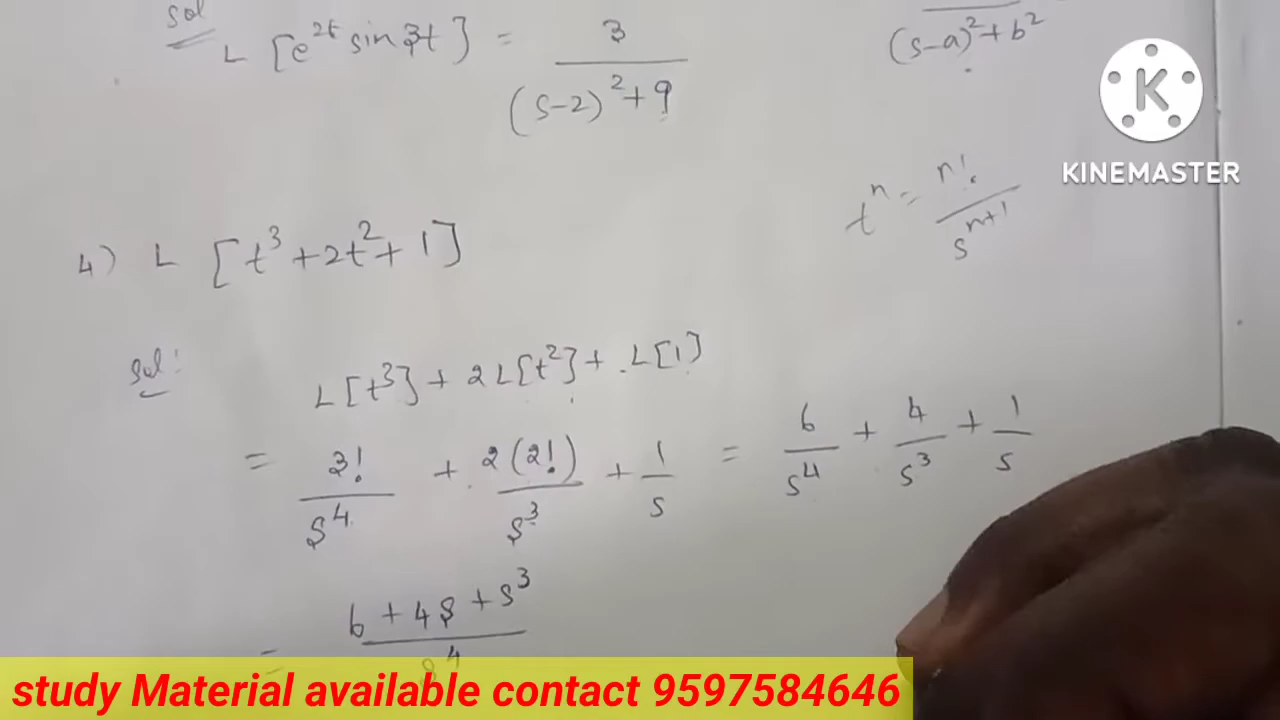 sol
L [e^{2t} sin 3t] = 3 / ((s-2)^2 + 9)
(s-a)^2 + b^2
KINEMASTER
t^n = n! / s^{n+1}
4) L [t^3 + 2t^2 + 1]
Sol:
L[t^3] + 2L[t^2] + L[1]
= 3! / s^4 + 2(2!) / s^3 + 1 / s = 6 / s^4 + 4 / s^3 + 1 / s
= 6 + 4s + s^3 / s^4
study Material available contact 9597584646